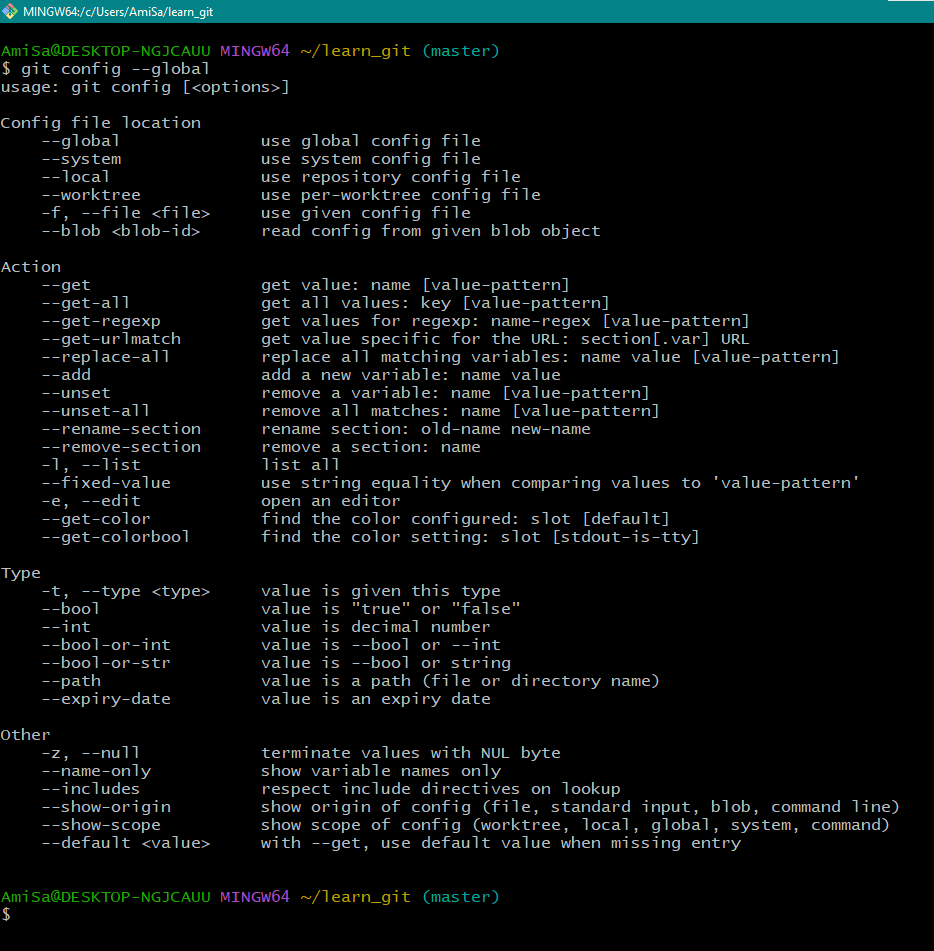 MINGW64:/c/Users/AmiSa/learn_git
AmiSa@DESKTOP-NGJCAUU MINGW64 ~/learn_git (master)
$ git config --global
usage: git config [<options>]

Config file location
    --global              use global config file
    --system              use system config file
    --local               use repository config file
    --worktree            use per-worktree config file
    -f, --file <file>     use given config file
    --blob <blob-id>      read config from given blob object

Action
    --get                 get value: name [value-pattern]
    --get-all             get all values: key [value-pattern]
    --get-regexp          get values for regexp: name-regex [value-pattern]
    --get-urlmatch        get value specific for the URL: section[.var] URL
    --replace-all         replace all matching variables: name value [value-pattern]
    --add                 add a new variable: name value
    --unset               remove a variable: name [value-pattern]
    --unset-all           remove all matches: name [value-pattern]
    --rename-section      rename section: old-name new-name
    --remove-section      remove a section: name
    -l, --list            list all
    --fixed-value         use string equality when comparing values to 'value-pattern'
    -e, --edit            open an editor
    --get-color           find the color configured: slot [default]
    --get-colorbool       find the color setting: slot [stdout-is-tty]

Type
    -t, --type <type>     value is given this type
    --bool                value is "true" or "false"
    --int                 value is decimal number
    --bool-or-int         value is --bool or --int
    --bool-or-str         value is --bool or string
    --path                value is a path (file or directory name)
    --expiry-date         value is an expiry date

Other
    -z, --null            terminate values with NUL byte
    --name-only           show variable names only
    --includes            respect include directives on lookup
    --show-origin         show origin of config (file, standard input, blob, command line)
    --show-scope          show scope of config (worktree, local, global, system, command)
    --default <value>     with --get, use default value when missing entry

AmiSa@DESKTOP-NGJCAUU MINGW64 ~/learn_git (master)
$